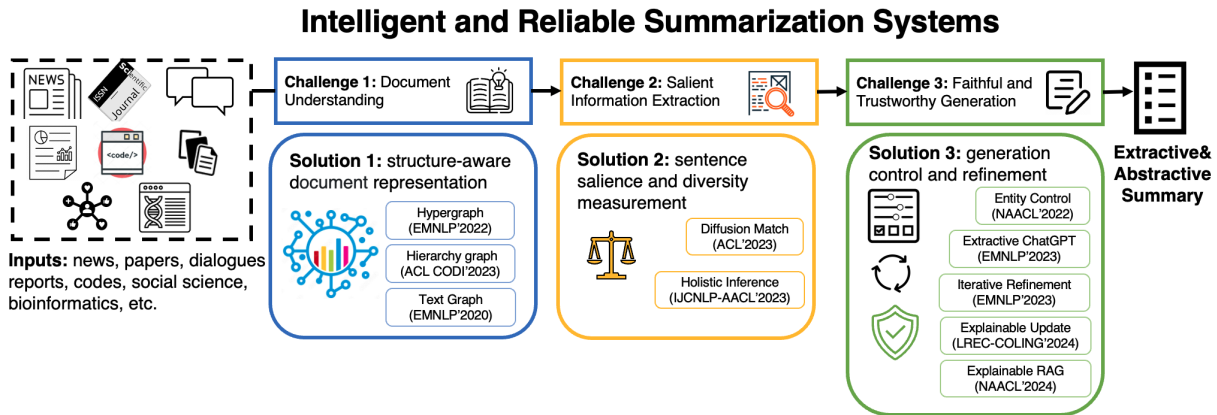 Intelligent and Reliable Summarization Systems
NEWS
Scientific
Journal
ISSN
<code/>
Inputs: news, papers, dialogues
reports, codes, social science,
bioinformatics, etc.
Challenge 1: Document
Understanding
Solution 1: structure-aware
document representation
Hypergraph
(EMNLP'2022)
Hierarchy graph
(ACL CODI'2023)
Text Graph
(EMNLP'2020)
Challenge 2: Salient
Information Extraction
Solution 2: sentence
salience and diversity
measurement
Diffusion Match
(ACL'2023)
Holistic Inference
(IJCNLP-AACL'2023)
Challenge 3: Faithful and
Trustworthy Generation
Solution 3: generation
control and refinement
Entity Control
(NAACL'2022)
Extractive ChatGPT
(EMNLP'2023)
Iterative Refinement
(EMNLP'2023)
Explainable Update
(LREC-COLING'2024)
Explainable RAG
(NAACL'2024)
Extractive&
Abstractive
Summary